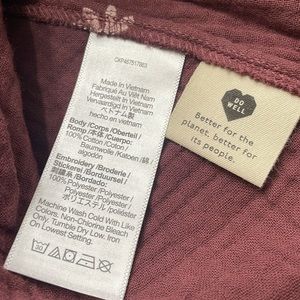 Made In Vietnam
Fabriqué Au Viêt Nam
Hergestellt In Vietnam
Vervaardigd In Vietnam
ベトナム製
hecho en vietnam
Body/Corps/Oberteil /
Romp /本体/ Cuerpo:
100% Cotton / Coton /
Baumwolle /Katoen /綿 /
algodón
Embroidery /Broderie /
Stickerei /Borduursel /
刺繍糸 /Bordado:
100% Polyester /Polyester /
Polyester /Polyester /
ポリエステル /poliéster
Machine Wash Cold With Like
Colors. Non-Chlorine Bleach
Only. Tumble Dry Low. Iron
On Lowest Setting.
DO
WELL
Better for the
planet, better for
its people.